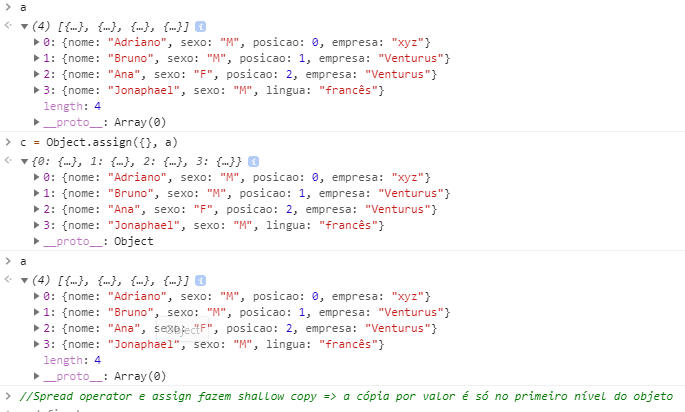 > a
< ▼ (4) [{…}, {…}, {…}, {…}] i
▶ 0: {nome: "Adriano", sexo: "M", posicao: 0, empresa: "xyz"}
▶ 1: {nome: "Bruno", sexo: "M", posicao: 1, empresa: "Venturus"}
▶ 2: {nome: "Ana", sexo: "F", posicao: 2, empresa: "Venturus"}
▶ 3: {nome: "Jonaphael", sexo: "M", lingua: "francês"}
length: 4
▶ __proto__: Array(0)
> c = Object.assign({}, a)
< ▼ {0: {…}, 1: {…}, 2: {…}, 3: {…}} i
▶ 0: {nome: "Adriano", sexo: "M", posicao: 0, empresa: "xyz"}
▶ 1: {nome: "Bruno", sexo: "M", posicao: 1, empresa: "Venturus"}
▶ 2: {nome: "Ana", sexo: "F", posicao: 2, empresa: "Venturus"}
▶ 3: {nome: "Jonaphael", sexo: "M", lingua: "francês"}
▶ __proto__: Object
> a
< ▼ (4) [{…}, {…}, {…}, {…}] i
▶ 0: {nome: "Adriano", sexo: "M", posicao: 0, empresa: "xyz"}
▶ 1: {nome: "Bruno", sexo: "M", posicao: 1, empresa: "Venturus"}
▶ 2: {nome: "Ana", sexo: "F", posicao: 2, empresa: "Venturus"}
Object
▶ 3: {nome: "Jonaphael", sexo: "M", lingua: "francês"}
length: 4
▶ __proto__: Array(0)
> //Spread operator e assign fazem shallow copy => a cópia por valor é só no primeiro nível do objeto